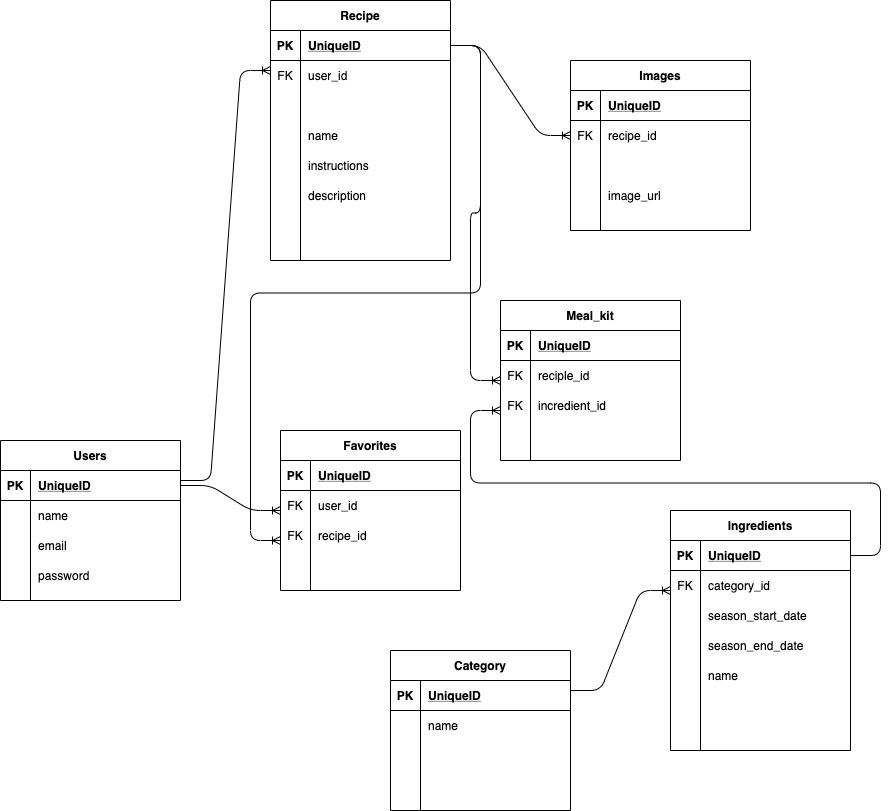 Recipe
PK UniqueID
FK user_id
name
instructions
description
Images
PK UniqueID
FK recipe_id
image_url
Meal_kit
PK UniqueID
FK reciple_id
FK incredient_id
Users
PK UniqueID
name
email
password
Favorites
PK UniqueID
FK user_id
FK recipe_id
Ingredients
PK UniqueID
FK category_id
season_start_date
season_end_date
name
Category
PK UniqueID
name